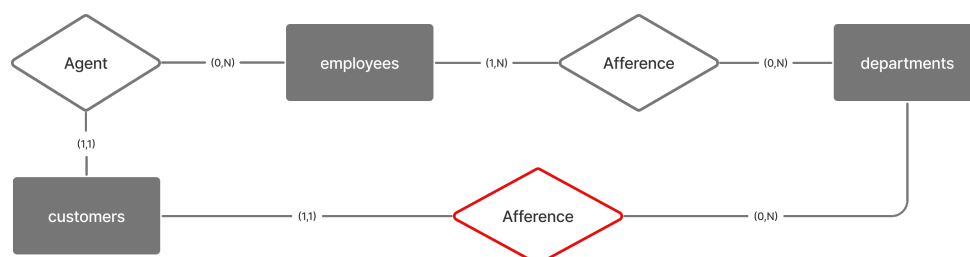 Agent
(0,N)
employees
(1,N)
Afference
(0,N)
departments
(1,1)
customers
(1,1)
Afference
(0,N)